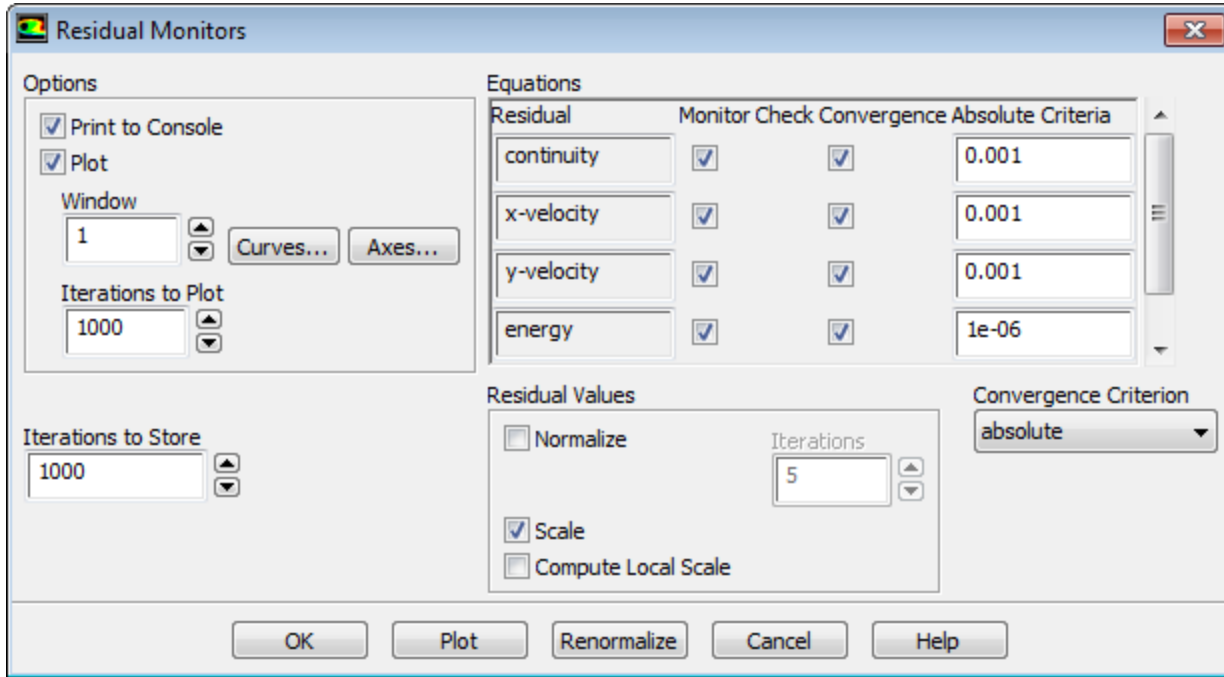 Residual Monitors
Options
Print to Console
Plot
Window
1
Curves... Axes...
Iterations to Plot
1000
Iterations to Store
1000
Equations
Residual Monitor Check Convergence Absolute Criteria
continuity 0.001
x-velocity 0.001
y-velocity 0.001
energy 1e-06
Residual Values
Normalize
Iterations
5
Scale
Compute Local Scale
Convergence Criterion
absolute
OK Plot Renormalize Cancel Help